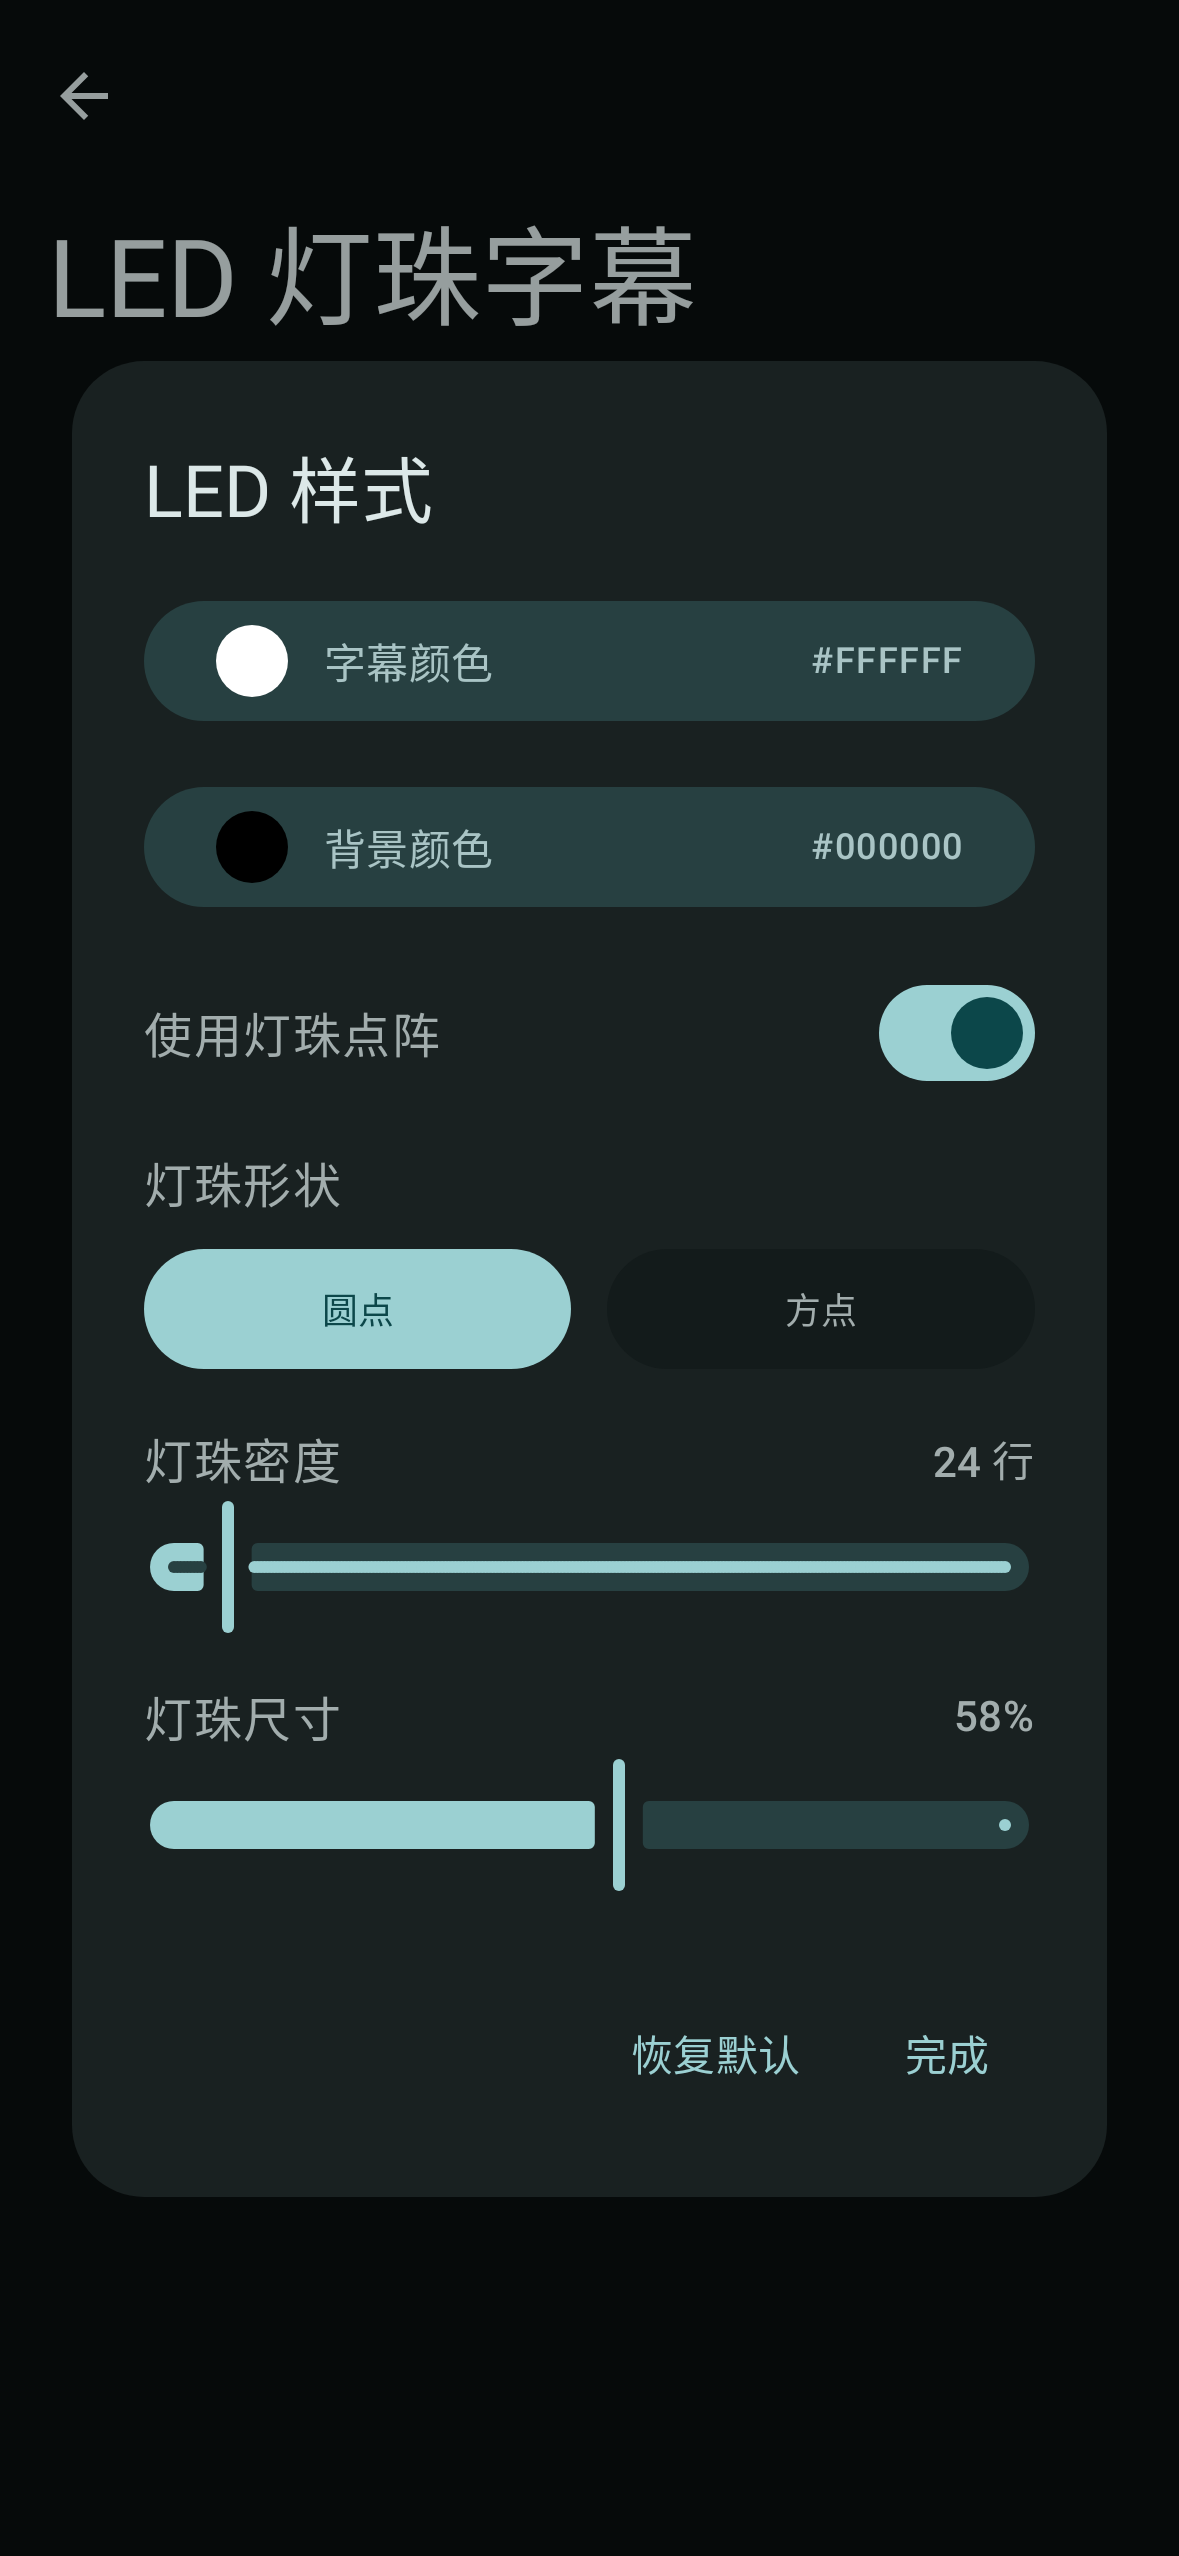 LED 灯珠字幕
LED 样式
字幕颜色 #FFFFFF
背景颜色 #000000
使用灯珠点阵
灯珠形状
圆点 方点
灯珠密度 24 行
灯珠尺寸 58%
恢复默认 完成